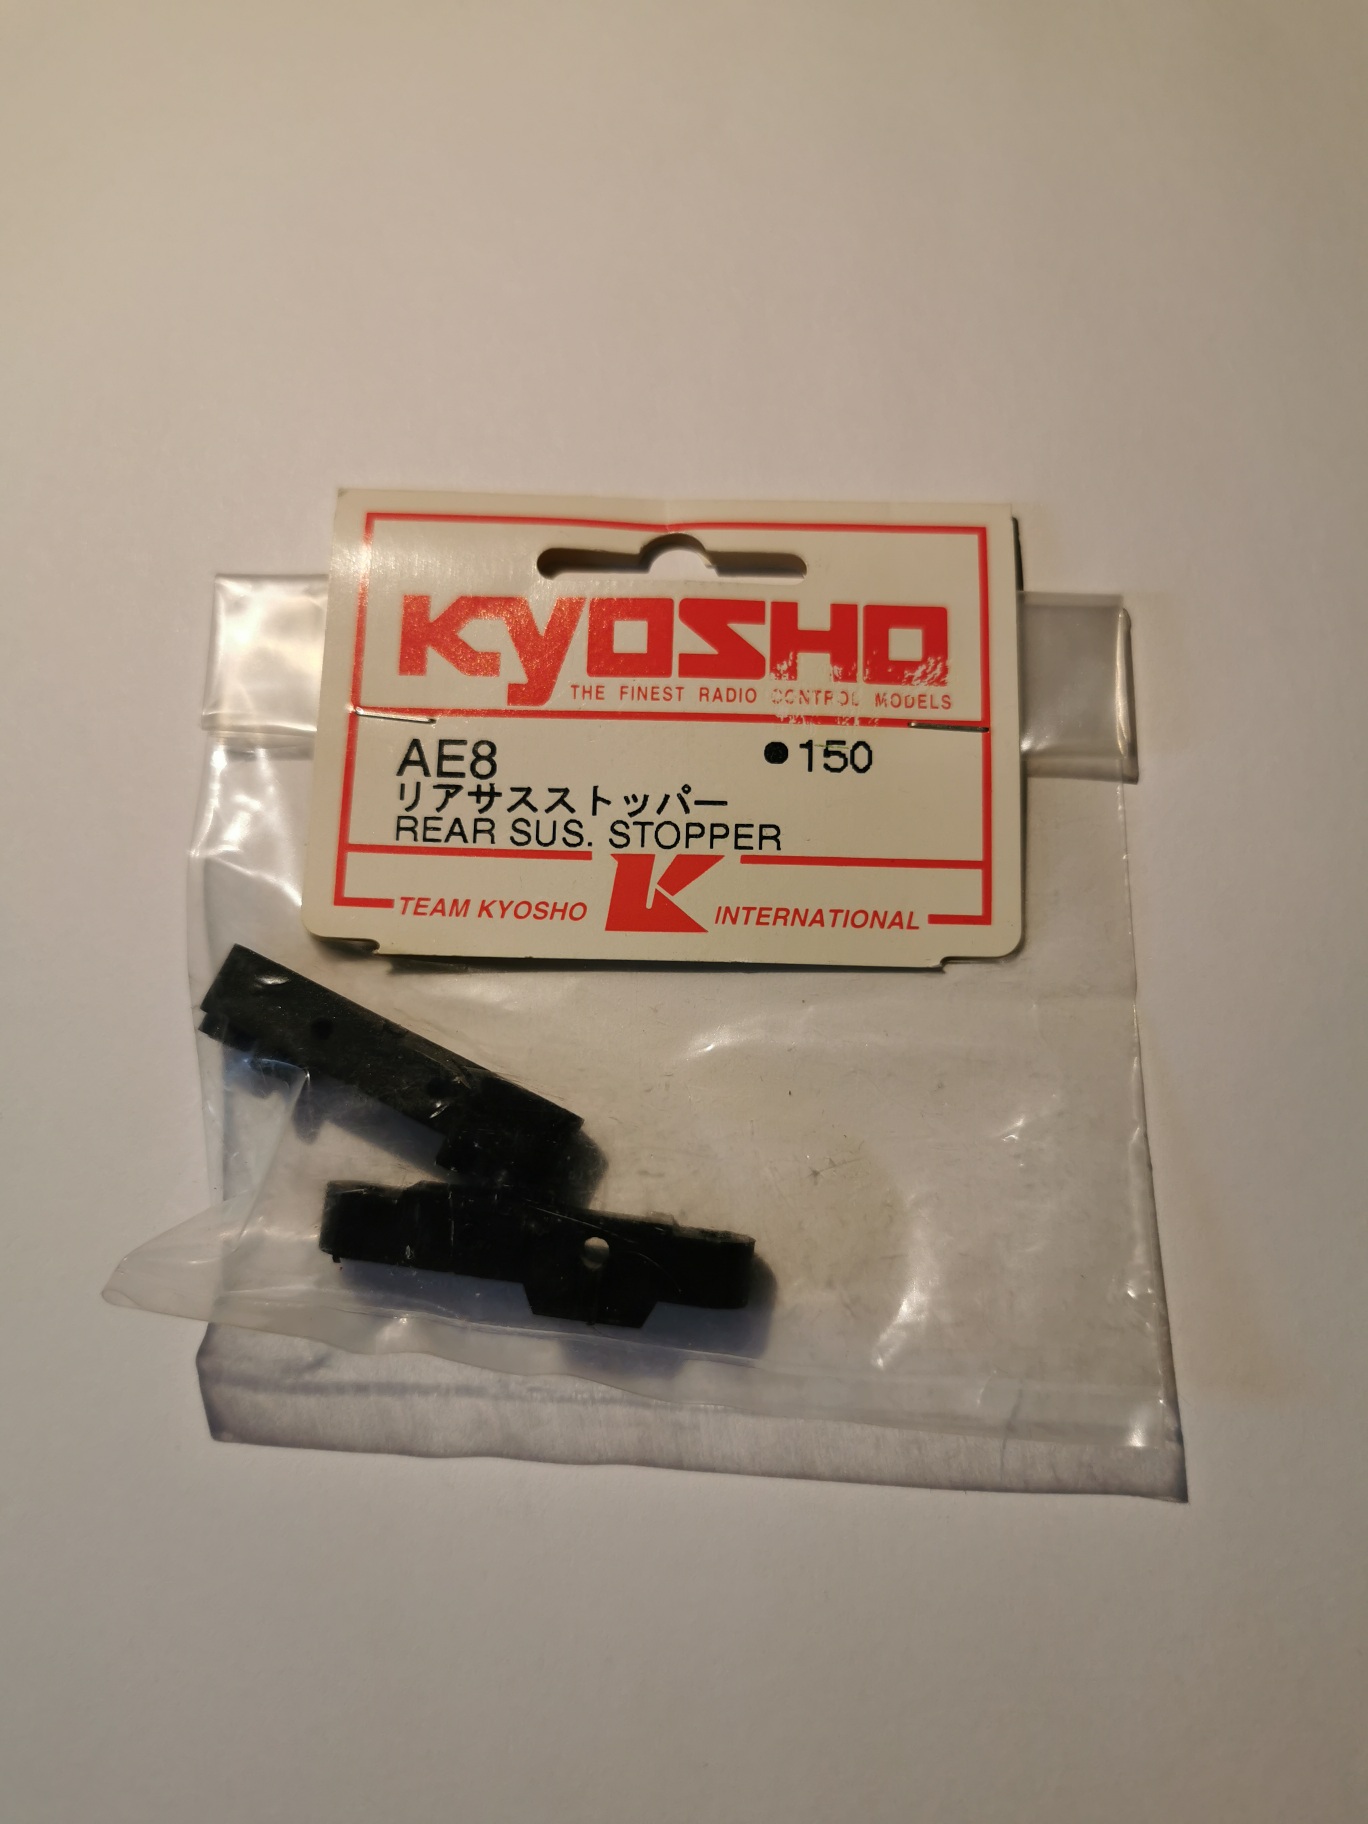 KYOSHO
THE FINEST RADIO CONTROL MODELS
AE8 ●150
リアサスストッパー
REAR SUS. STOPPER
TEAM KYOSHO K INTERNATIONAL